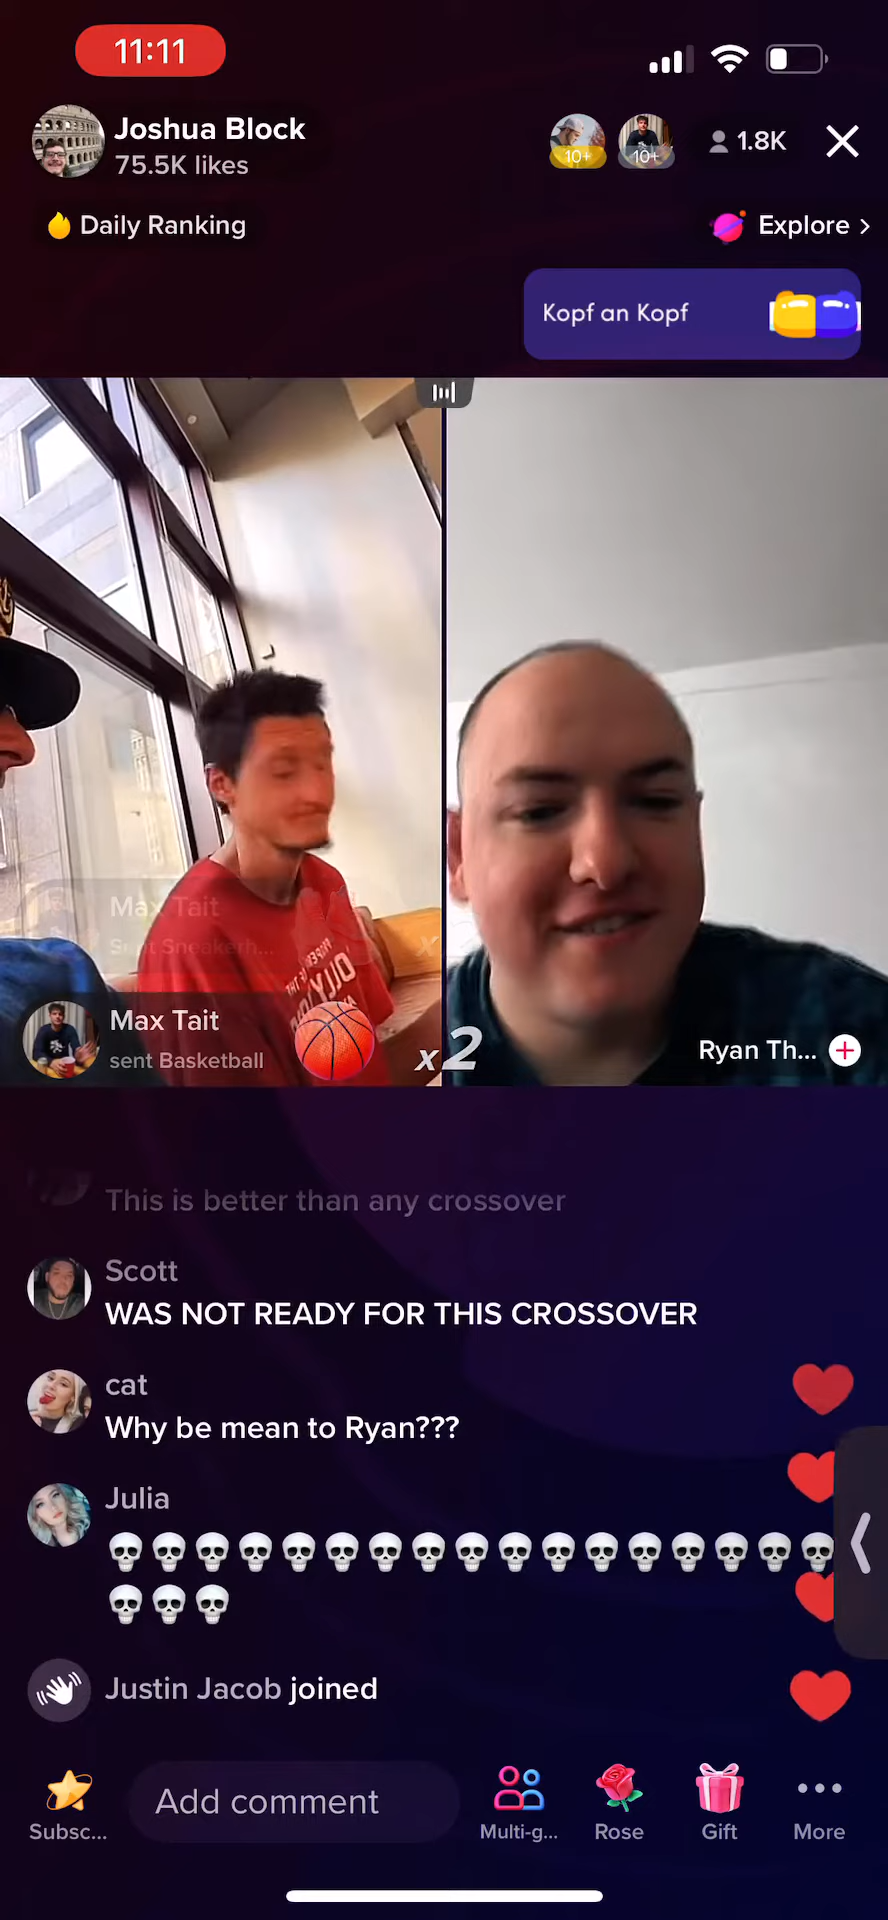 11:11
Joshua Block
75.5K likes
10+
10+
1.8K
Daily Ranking
Explore >
Kopf an Kopf
Max Tait
Max Tait
sent Basketball
x2
Ryan Th...
This is better than any crossover
Scott
WAS NOT READY FOR THIS CROSSOVER
cat
Why be mean to Ryan???
Julia
💀💀💀💀💀💀💀💀💀💀💀💀💀💀💀💀💀
💀💀💀
Justin Jacob joined
Subsc...
Add comment
Multi-g...
Rose
Gift
More